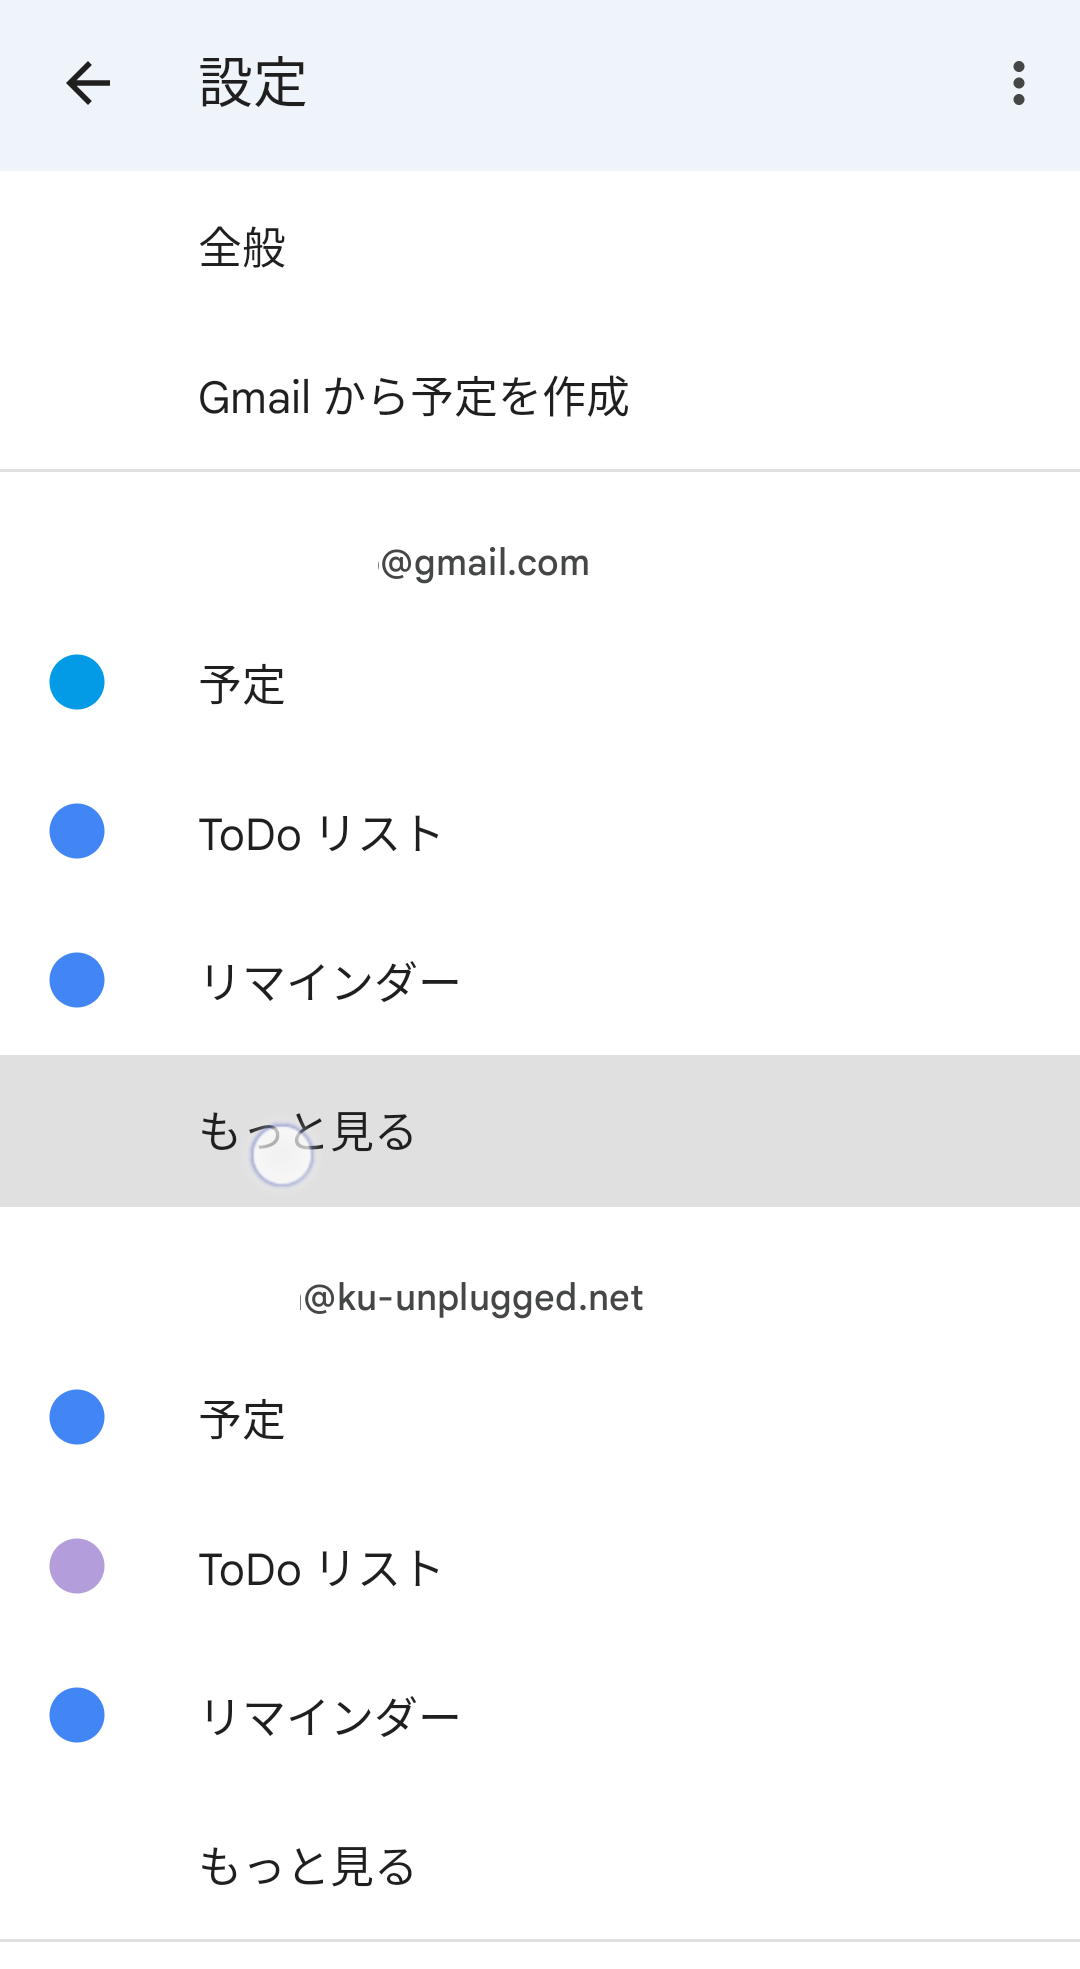 設定
全般
Gmail から予定を作成
@gmail.com
予定
ToDo リスト
リマインダー
もっと見る
@ku-unplugged.net
予定
ToDo リスト
リマインダー
もっと見る